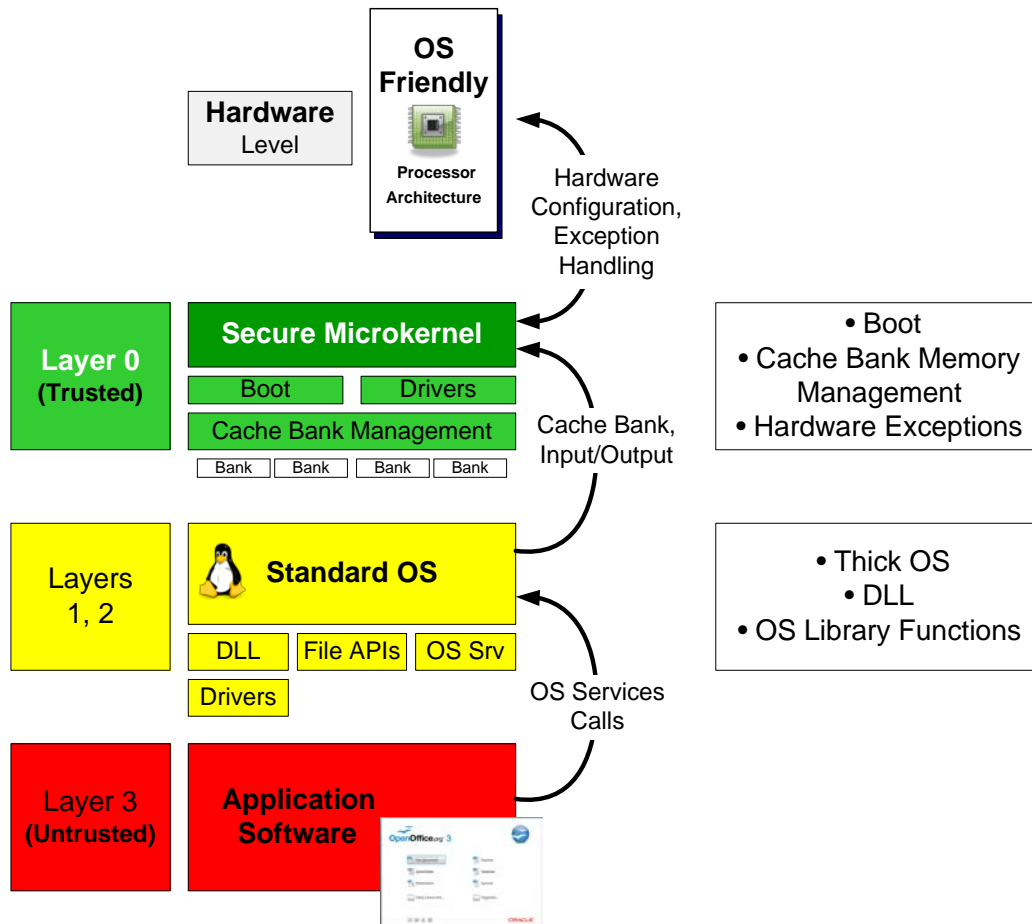 OS
Friendly
Processor
Architecture
Hardware
Level
Hardware
Configuration,
Exception
Handling
Layer 0
(Trusted)
Secure Microkernel
Boot
Drivers
Cache Bank Management
Bank
Bank
Bank
Bank
Cache Bank,
Input/Output
• Boot
• Cache Bank Memory
Management
• Hardware Exceptions
Layers
1, 2
Standard OS
DLL
File APIs
OS Srv
Drivers
OS Services
Calls
• Thick OS
• DLL
• OS Library Functions
Layer 3
(Untrusted)
Application
Software
OpenOffice.org 3
ORACLE